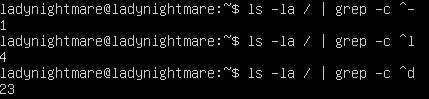 ladynightmare@ladynightmare:~$ ls -la / | grep -c ^-
1
ladynightmare@ladynightmare:~$ ls -la / | grep -c ^l
4
ladynightmare@ladynightmare:~$ ls -la / | grep -c ^d
23